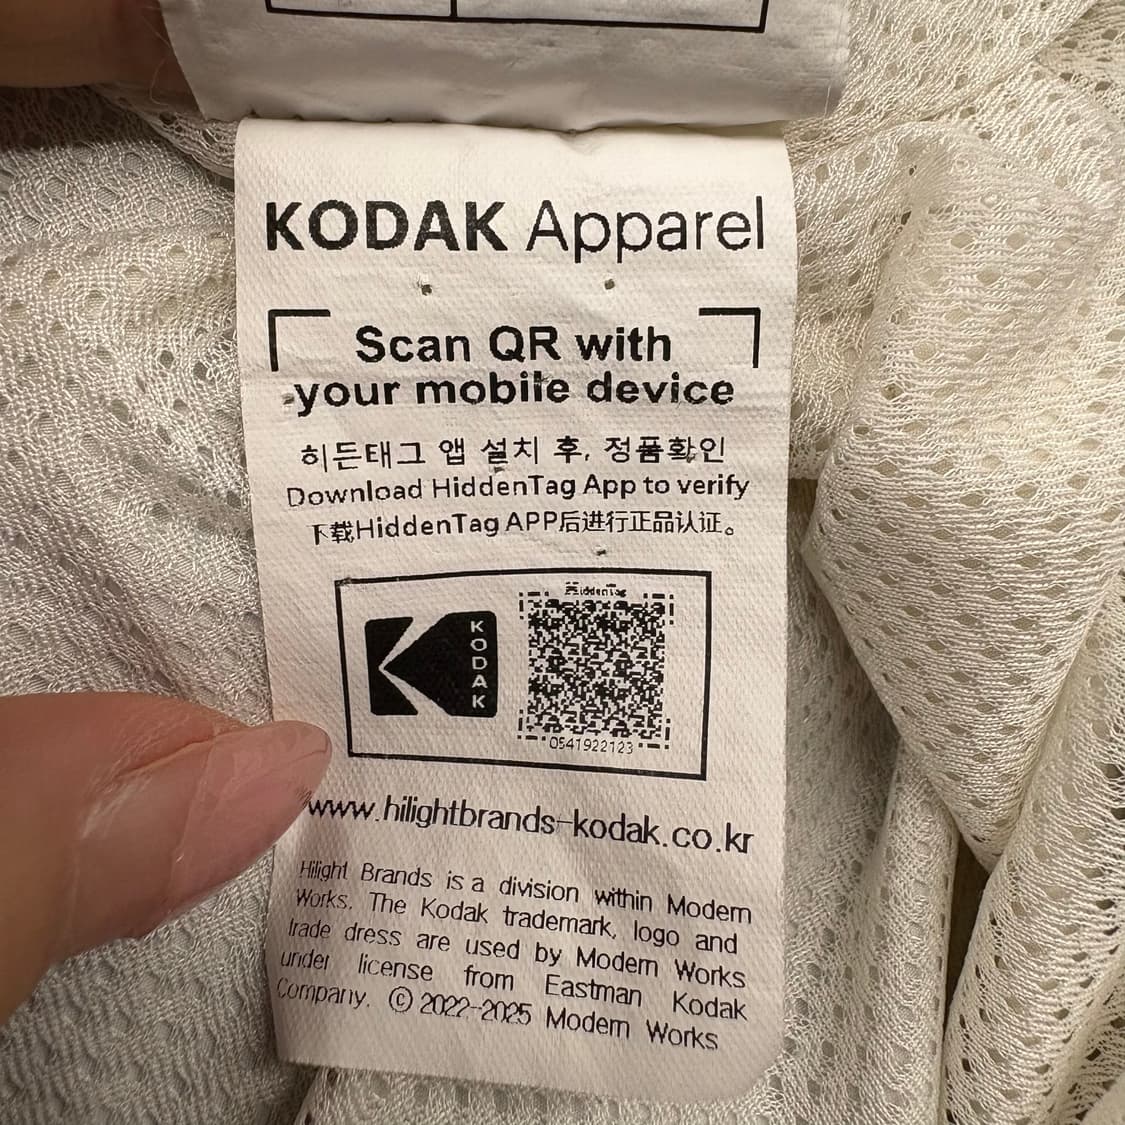 KODAK Apparel
Scan QR with
your mobile device
히든태그 앱 설치 후, 정품확인
Download HiddenTag App to verify
下载HiddenTag APP后进行正品认证。
KODAK
HiddenTag
0541922123
www.hilightbrands-kodak.co.kr
Hilight Brands is a division within Modern
Works. The Kodak trademark, logo and
trade dress are used by Modern Works
under license from Eastman Kodak
Company. © 2022-2025 Modern Works